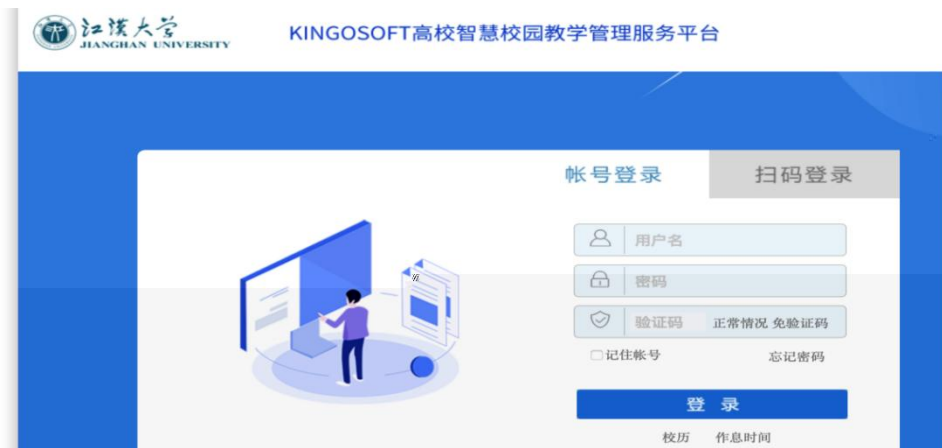 江汉大学
JIANGHAN UNIVERSITY
KINGOSOFT高校智慧校园教学管理服务平台
帐号登录 扫码登录
用户名
密码
验证码 正常情况 免验证码
记住帐号 忘记密码
登 录
校历 作息时间